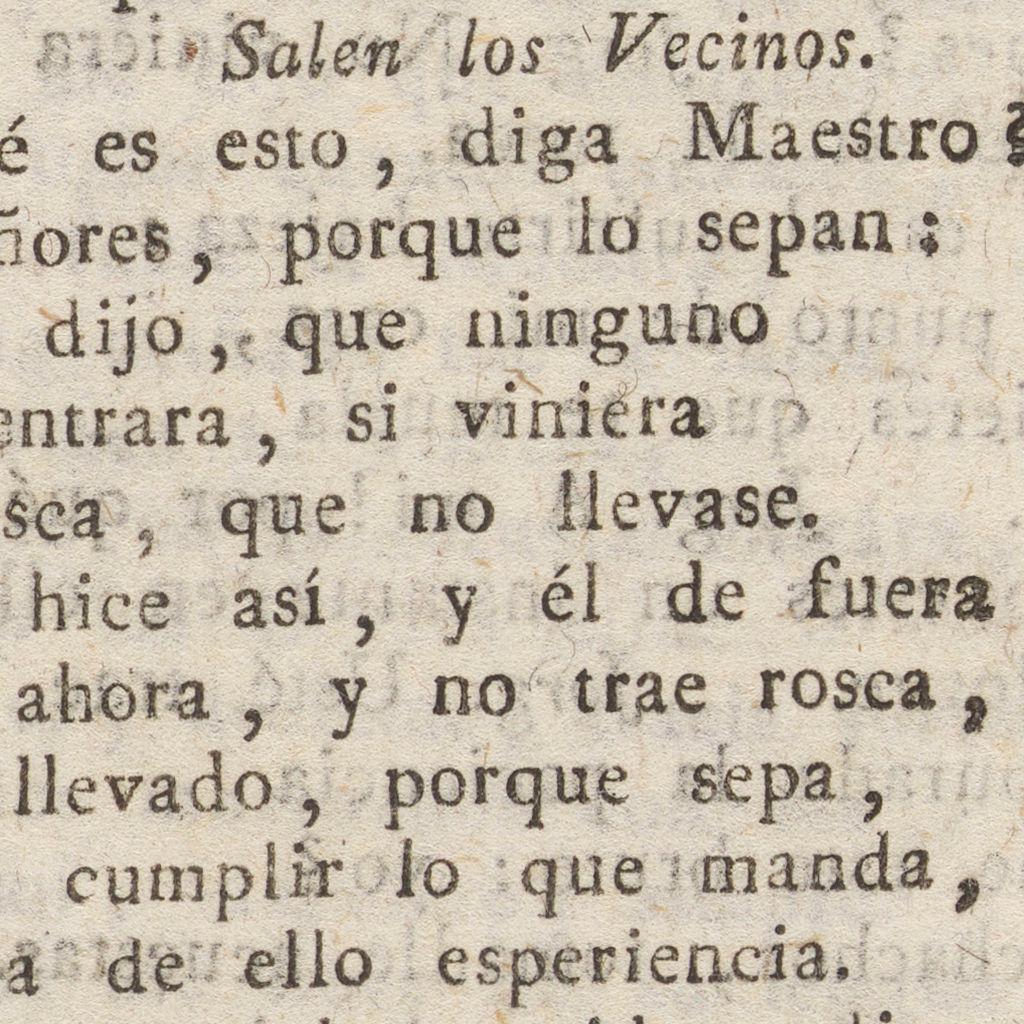 Salen los Vecinos.
é es esto, diga Maestro
ñores, porque lo sepan:
dijo, que ninguno
entrara, si viniera
sca, que no llevase.
hice así, y él de fuera
ahora, y no trae rosca,
llevado, porque sepa,
cumplir lo que manda,
a de ello esperiencia.